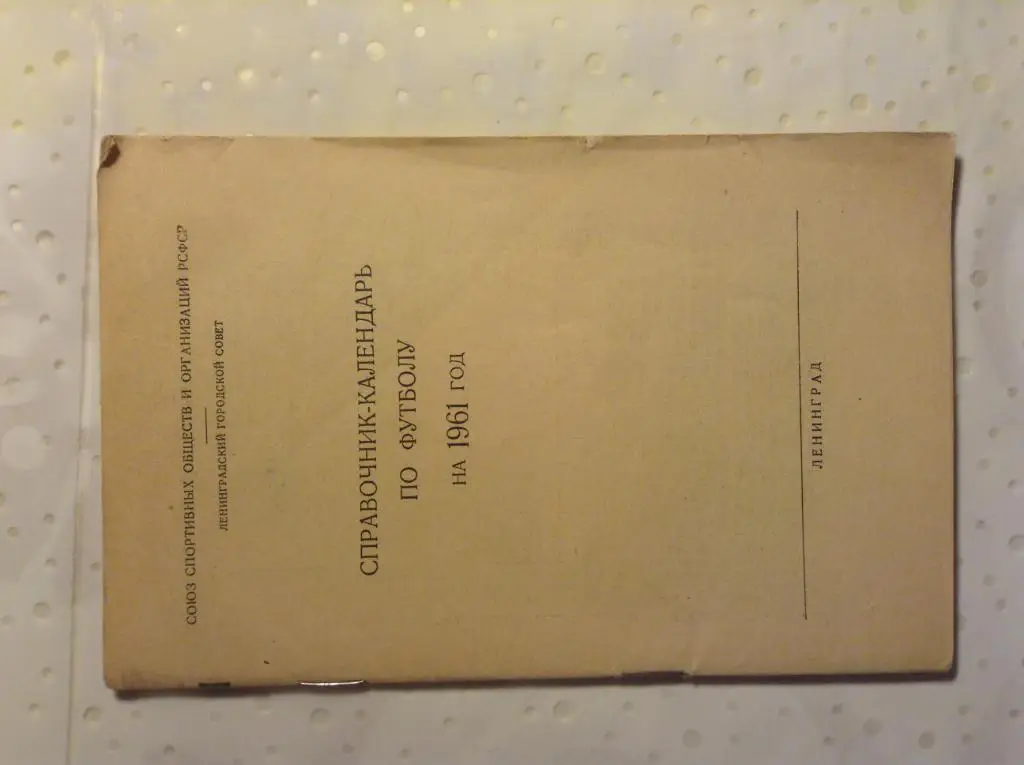 СОЮЗ СПОРТИВНЫХ ОБЩЕСТВ И ОРГАНИЗАЦИЙ РСФСР
ЛЕНИНГРАДСКИЙ ГОРОДСКОЙ СОВЕТ
СПРАВОЧНИК-КАЛЕНДАРЬ
ПО ФУТБОЛУ
НА 1961 ГОД
ЛЕНИНГРАД